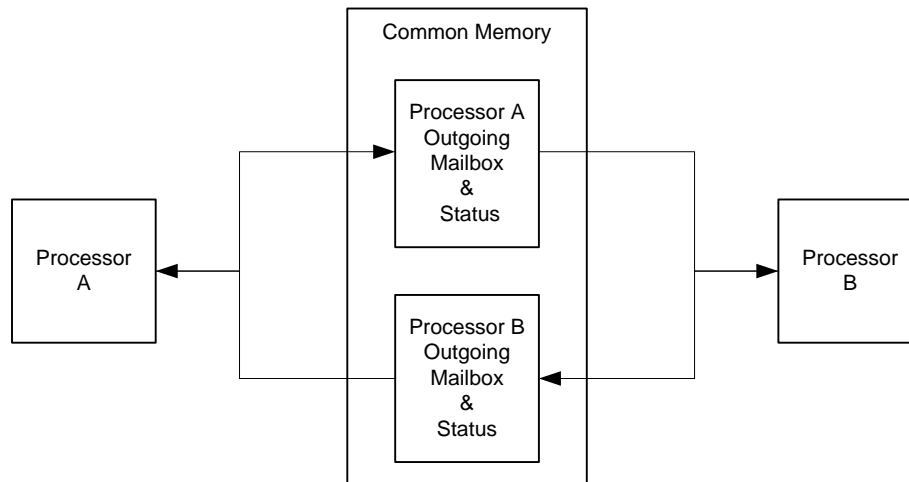 Common Memory
Processor A
Outgoing
Mailbox
&
Status
Processor
A
Processor
B
Processor B
Outgoing
Mailbox
&
Status